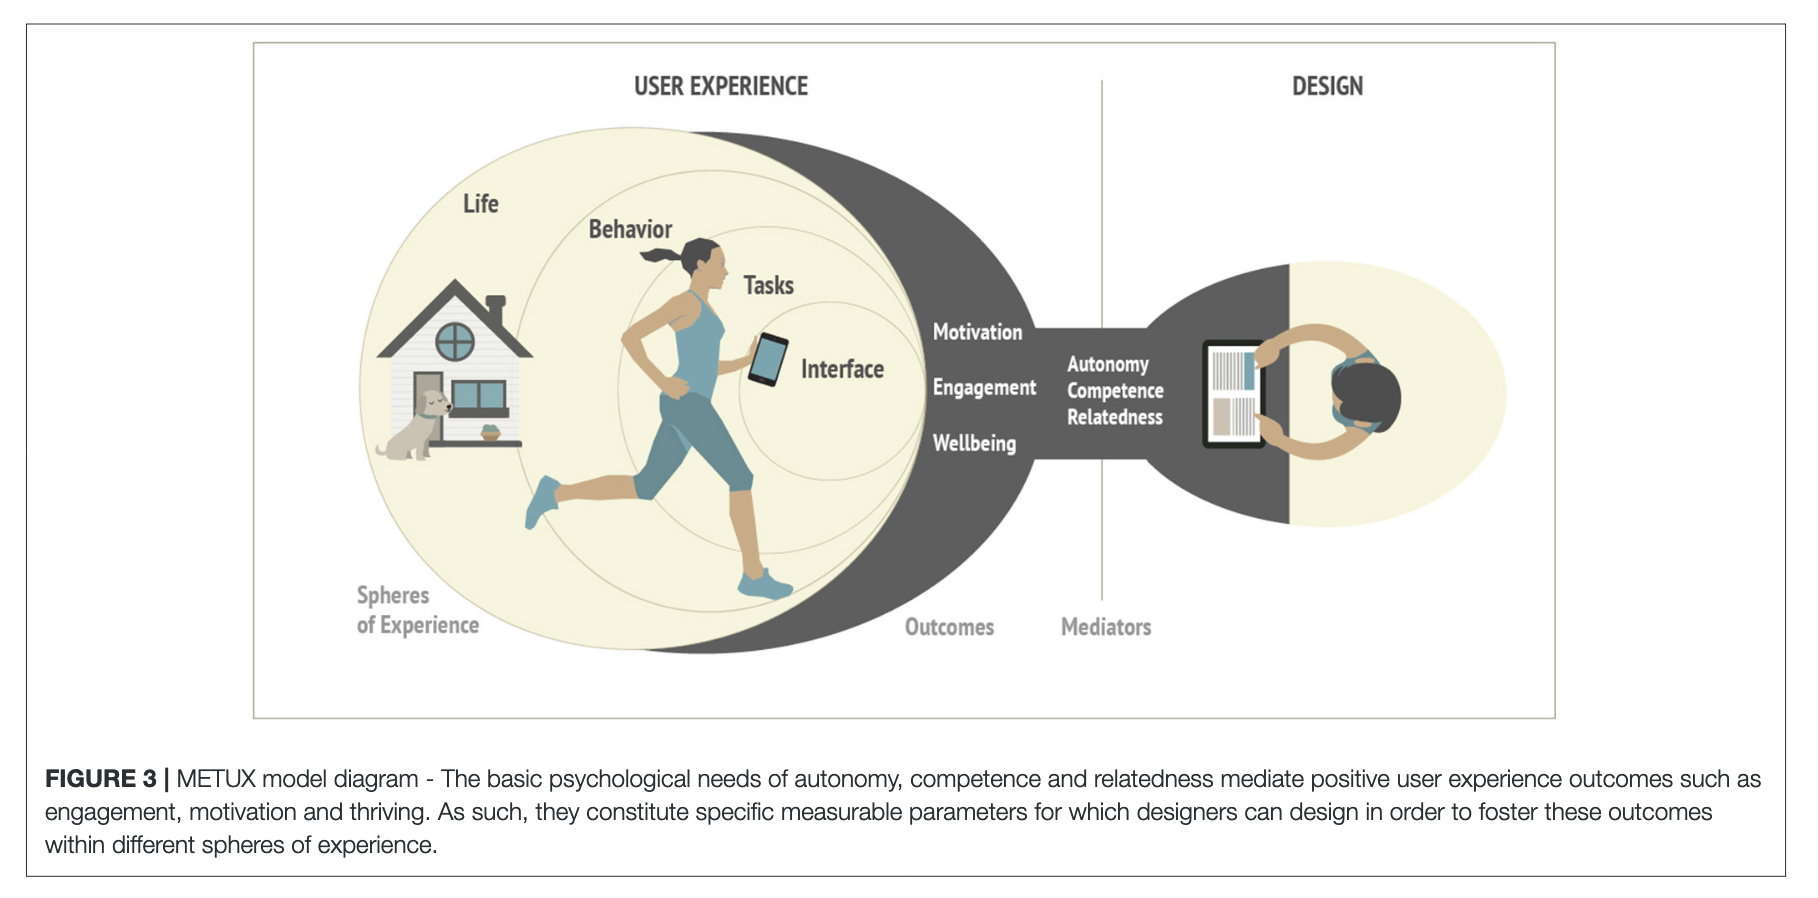 USER EXPERIENCE
DESIGN
Life
Behavior
Tasks
Interface
Motivation
Engagement
Wellbeing
Autonomy
Competence
Relatedness
Spheres
of Experience
Outcomes
Mediators
FIGURE 3 | METUX model diagram - The basic psychological needs of autonomy, competence and relatedness mediate positive user experience outcomes such as
engagement, motivation and thriving. As such, they constitute specific measurable parameters for which designers can design in order to foster these outcomes
within different spheres of experience.